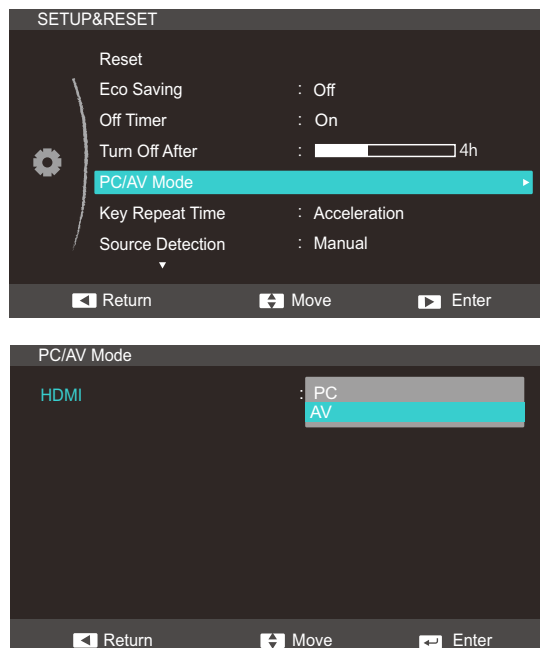 SETUP&RESET
Reset
Eco Saving : Off
Off Timer : On
Turn Off After : 4h
PC/AV Mode
Key Repeat Time : Acceleration
Source Detection : Manual
Return Move Enter
PC/AV Mode
HDMI : PC
AV
Return Move Enter